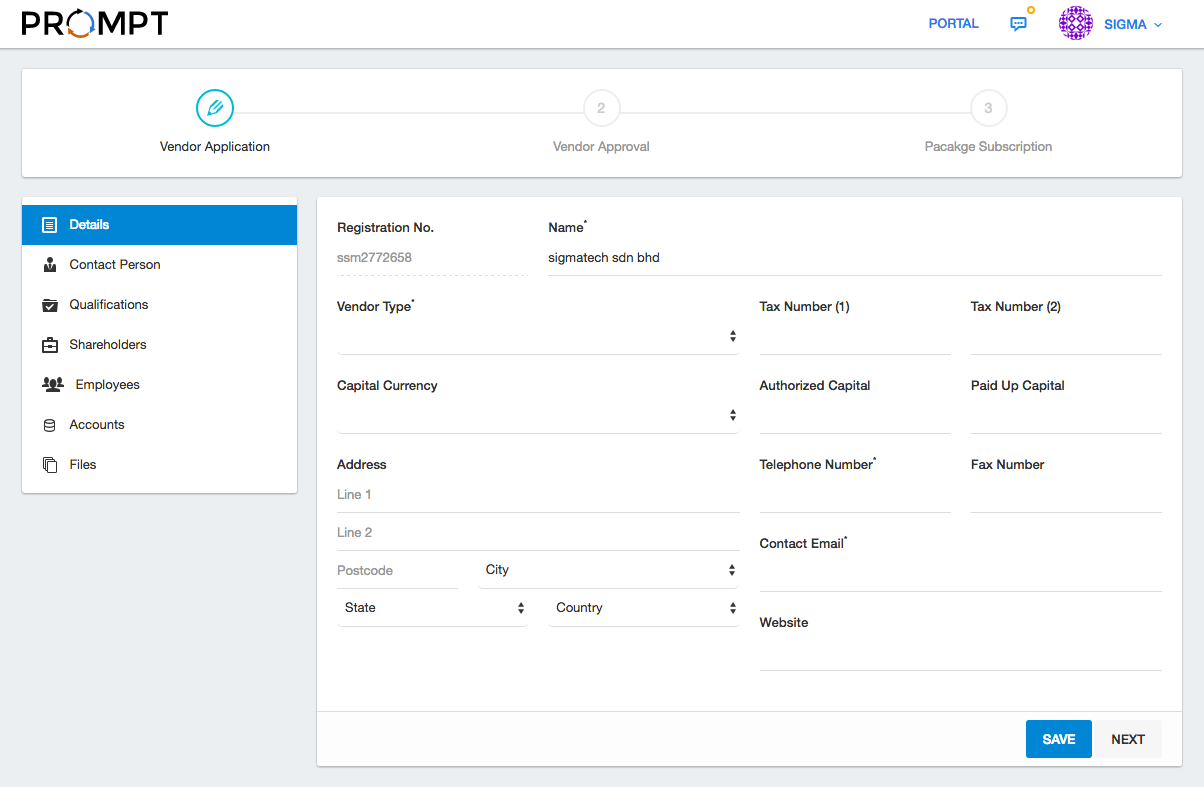 PROMPT
PORTAL
SIGMA
2
3
Vendor Application
Vendor Approval
Pacakge Subscription
Details
Contact Person
Qualifications
Shareholders
Employees
Accounts
Files
Registration No.
Name*
ssm2772658
sigmatech sdn bhd
Vendor Type*
Tax Number (1)
Tax Number (2)
Capital Currency
Authorized Capital
Paid Up Capital
Address
Telephone Number*
Fax Number
Line 1
Line 2
Contact Email*
Postcode
City
State
Country
Website
SAVE
NEXT